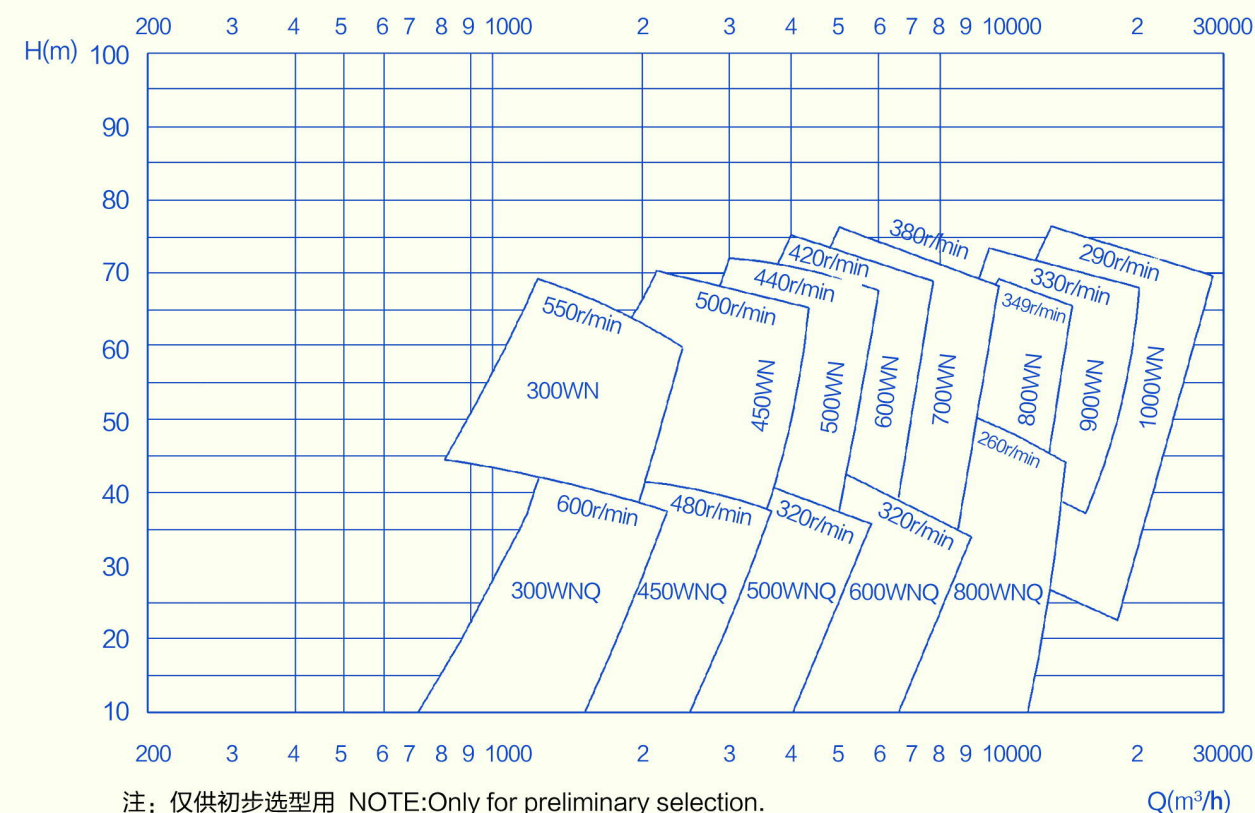 200 3 4 5 6 7 8 9 1000 2 3 4 5 6 7 8 9 10000 2 30000
H(m) 100
90
80
380r/min
290r/min
420r/min
70
330r/min
440r/min
349r/min
550r/min
500r/min
60
300WN
450WN
500WN
600WN
700WN
800WN
900WN
1000WN
50
260r/min
40
600r/min
480r/min
320r/min
320r/min
30
300WNQ 450WNQ 500WNQ 600WNQ 800WNQ
20
10
200 3 4 5 6 7 8 9 1000 2 3 4 5 6 7 8 9 10000 2 30000
注：仅供初步选型用 NOTE:Only for preliminary selection.
Q(m³/h)